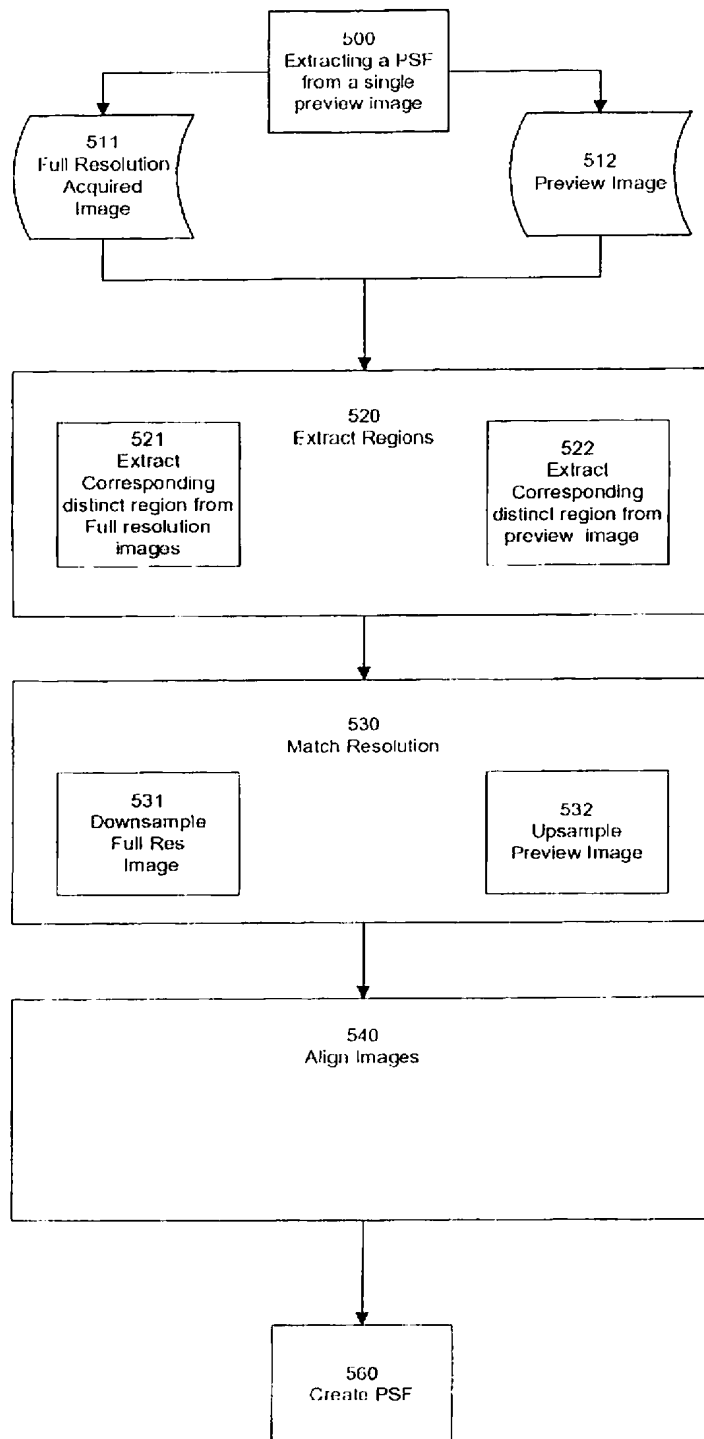 500
Extracting a PSF
from a single
preview image
511
Full Resolution
Acquired
Image
512
Preview Image
520
Extract Regions
521
Extract
Corresponding
distinct region from
Full resolution
images
522
Extract
Corresponding
distinct region from
preview image
530
Match Resolution
531
Downsample
Full Res
Image
532
Upsample
Preview Image
540
Align Images
560
Create PSF